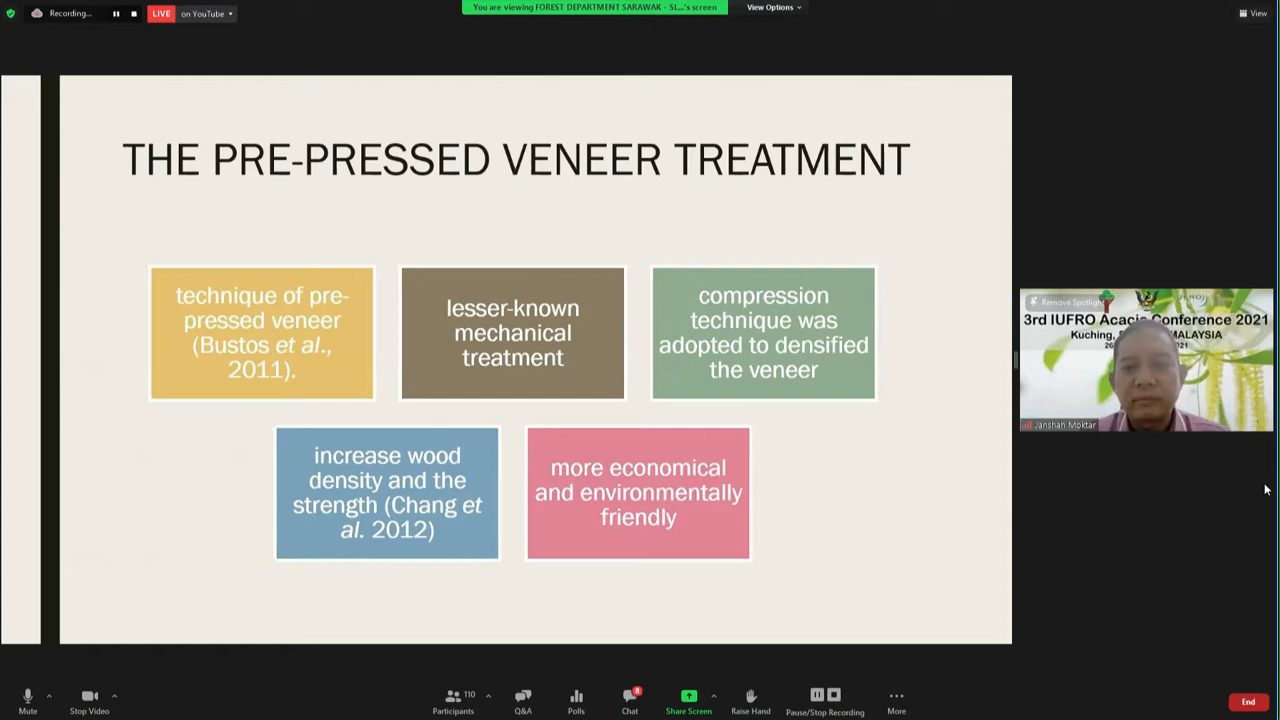 Recording...
LIVE on YouTube
You are viewing FOREST DEPARTMENT SARAWAK - SL...'s screen
View Options
View
THE PRE-PRESSED VENEER TREATMENT
technique of pre-
pressed veneer
(Bustos et al.,
2011).
lesser-known
mechanical
treatment
compression
technique was
adopted to densified
the veneer
increase wood
density and the
strength (Chang et
al. 2012)
more economical
and environmentally
friendly
Remove Spotlight
3rd IUFRO Acacia Conference 2021
Kuching,
Janshah Moktar
Mute
Stop Video
110
Participants
Q&A
Polls
8
Chat
Share Screen
Raise Hand
Pause/Stop Recording
More
End